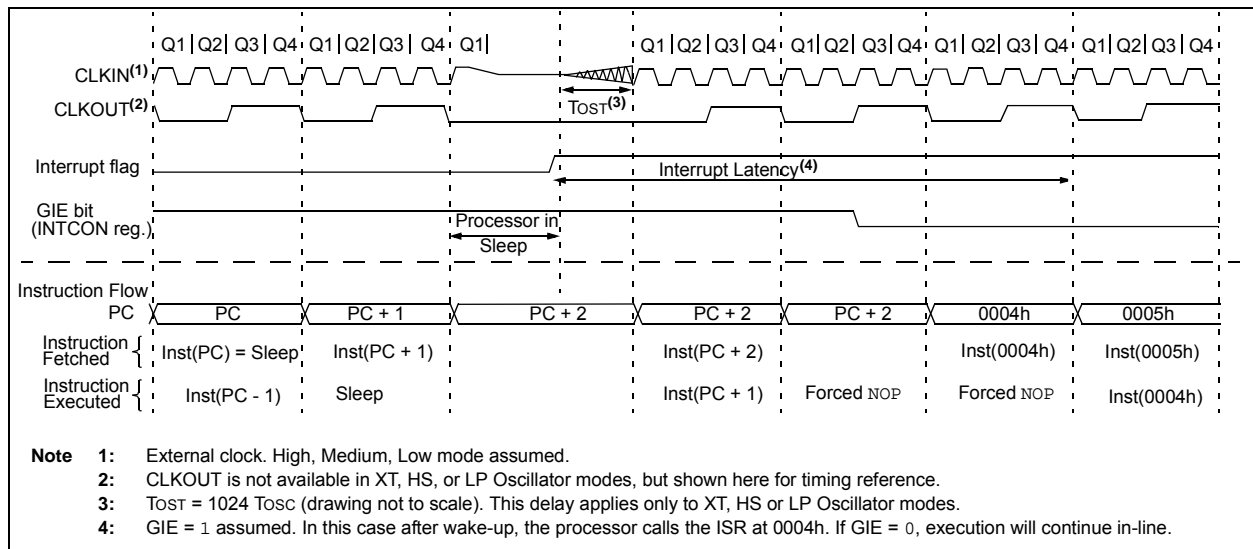 Q1 Q2 Q3 Q4 Q1 Q2 Q3 Q4 Q1 Q1 Q2 Q3 Q4 Q1 Q2 Q3 Q4 Q1 Q2 Q3 Q4 Q1 Q2 Q3 Q4
CLKIN(1)
CLKOUT(2)
TOST(3)
Interrupt flag
Interrupt Latency(4)
GIE bit
(INTCON reg.)
Processor in
Sleep
Instruction Flow
PC PC PC + 1 PC + 2 PC + 2 PC + 2 0004h 0005h
Instruction
Fetched
Inst(PC) = Sleep Inst(PC + 1) Inst(PC + 2) Inst(0004h) Inst(0005h)
Instruction
Executed
Inst(PC - 1) Sleep Inst(PC + 1) Forced NOP Forced NOP Inst(0004h)
Note 1: External clock. High, Medium, Low mode assumed.
2: CLKOUT is not available in XT, HS, or LP Oscillator modes, but shown here for timing reference.
3: TOST = 1024 TOSC (drawing not to scale). This delay applies only to XT, HS or LP Oscillator modes.
4: GIE = 1 assumed. In this case after wake-up, the processor calls the ISR at 0004h. If GIE = 0, execution will continue in-line.